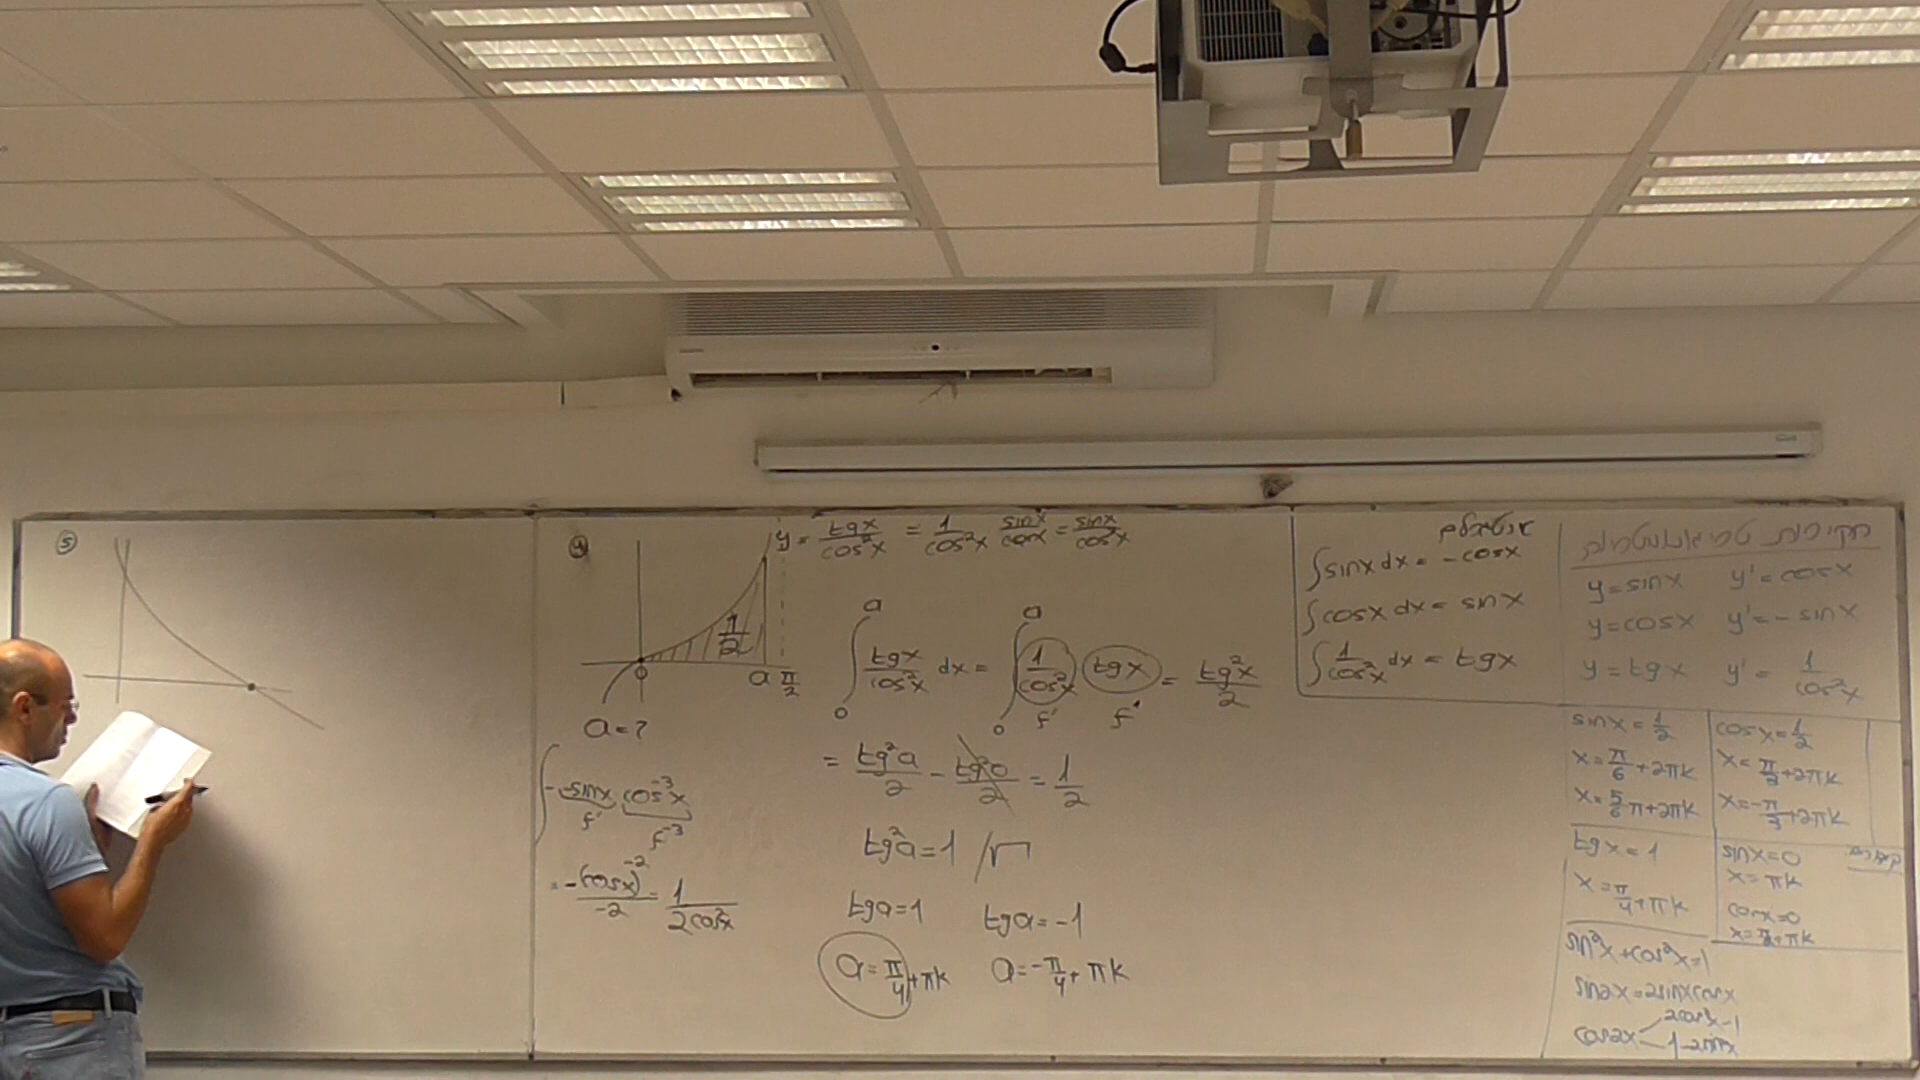 ⑤
④
y = tgx/cos²x = 1/cos²x · sinx/cosx = sinx/cos³x
1/2
0 a π/2
a = ?
∫₀ᵃ tgx/cos²x dx = ∫₀ᵃ 1/cos²x tgx = tg²x/2
f' f¹
= tg²a/2 - tg²0/2 = 1/2
tg²a = 1 /√
tga = 1 tga = -1
a = π/4 + πk a = -π/4 + πk
∫ - -sinx cos⁻³x
f' f⁻³
= -(cosx)⁻²/-2 = 1/2cos²x
אינטגרלים
∫sinx dx = -cosx
∫cosx dx = sinx
∫1/cos²x dx = tgx
y = sinx y' = cosx
y = cosx y' = -sinx
y = tgx y' = 1/cos²x
sinx = 1/2
x = π/6 + 2πk
x = 5/6π + 2πk
cosx = 1/2
x = π/3 + 2πk
x = -π/3 + 2πk
tgx = 1
x = π/4 + πk
sinx = 0
x = πk
cosx = 0
x = π/2 + πk
sin²x + cos²x = 1
sin2x = 2sinxcosx
cos2x
2cos²x-1
1-2sin²x